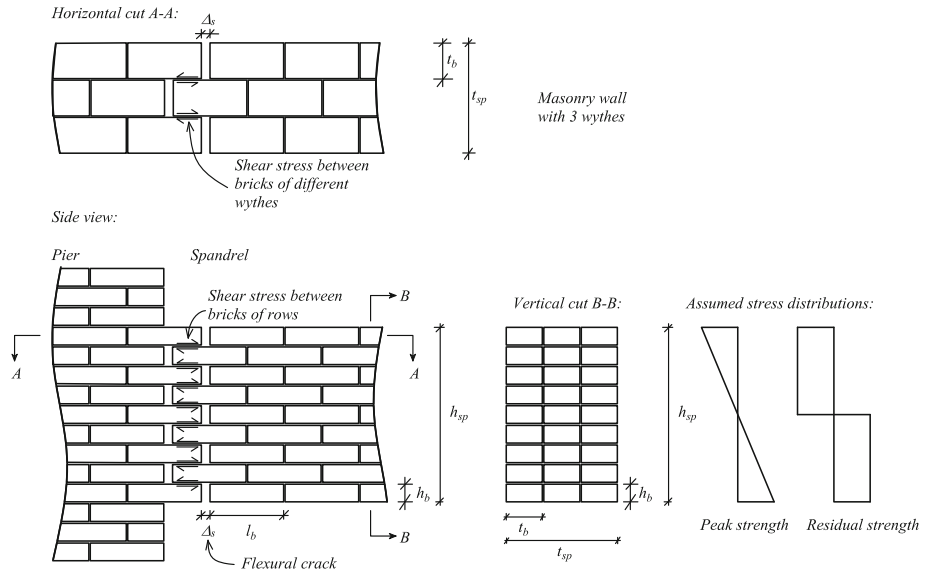 Horizontal cut A-A:
Δs
tb
tsp
Masonry wall
with 3 wythes
Shear stress between
bricks of different
wythes
Side view:
Pier
Spandrel
Shear stress between
bricks of rows
B
A
A
hsp
hb
Δs
lb
B
Flexural crack
Vertical cut B-B:
hsp
hb
tb
tsp
Assumed stress distributions:
Peak strength
Residual strength